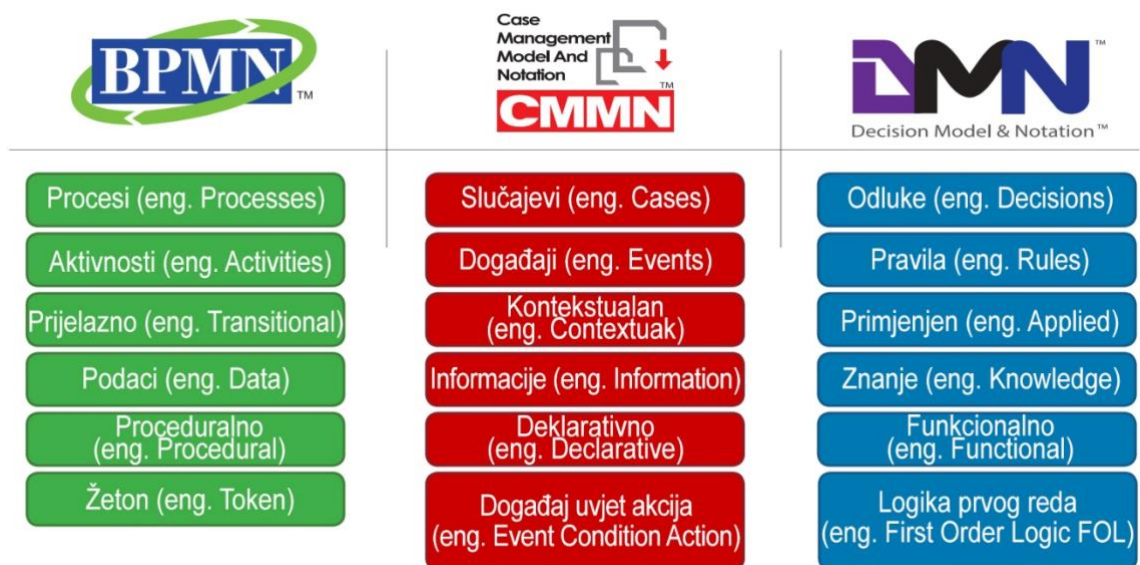 BPMN
TM
Case
Management
Model And
Notation
TM
CMMN
DMN
TM
Decision Model & Notation™
Procesi (eng. Processes)
Aktivnosti (eng. Activities)
Prijelazno (eng. Transitional)
Podaci (eng. Data)
Proceduralno
(eng. Procedural)
Žeton (eng. Token)
Slučajevi (eng. Cases)
Događaji (eng. Events)
Kontekstualan
(eng. Contextuak)
Informacije (eng. Information)
Deklarativno
(eng. Declarative)
Događaj uvjet akcija
(eng. Event Condition Action)
Odluke (eng. Decisions)
Pravila (eng. Rules)
Primjenjen (eng. Applied)
Znanje (eng. Knowledge)
Funkcionalno
(eng. Functional)
Logika prvog reda
(eng. First Order Logic FOL)